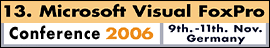 13. Microsoft Visual FoxPro
Conference 2006
9th.-11th. Nov.
Germany